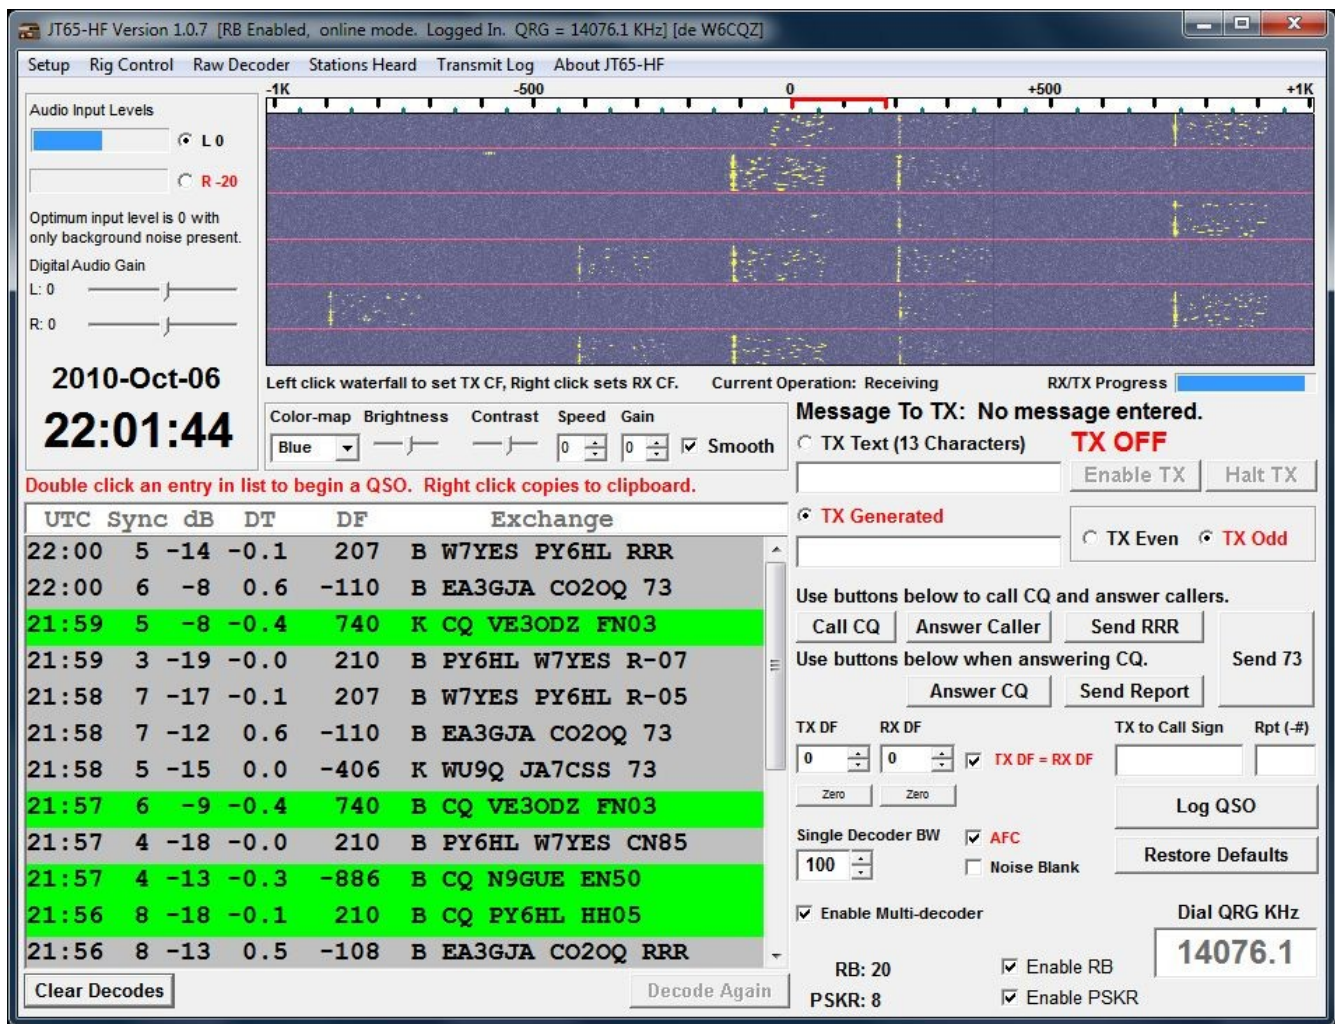 JT65-HF Version 1.0.7 [RB Enabled, online mode. Logged In. QRG = 14076.1 KHz] [de W6CQZ]
Setup Rig Control Raw Decoder Stations Heard Transmit Log About JT65-HF
-1K -500 0 +500 +1K
Audio Input Levels
L 0
R -20
Optimum input level is 0 with
only background noise present.
Digital Audio Gain
L: 0
R: 0
2010-Oct-06
22:01:44
Left click waterfall to set TX CF, Right click sets RX CF. Current Operation: Receiving RX/TX Progress
Color-map Brightness Contrast Speed Gain
Blue 0 0 Smooth
Double click an entry in list to begin a QSO. Right click copies to clipboard.
UTC Sync dB DT DF Exchange
22:00 5 -14 -0.1 207 B W7YES PY6HL RRR
22:00 6 -8 0.6 -110 B EA3GJA CO2OQ 73
21:59 5 -8 -0.4 740 K CQ VE3ODZ FN03
21:59 3 -19 -0.0 210 B PY6HL W7YES R-07
21:58 7 -17 -0.1 207 B W7YES PY6HL R-05
21:58 7 -12 0.6 -110 B EA3GJA CO2OQ 73
21:58 5 -15 0.0 -406 K WU9Q JA7CSS 73
21:57 6 -9 -0.4 740 B CQ VE3ODZ FN03
21:57 4 -18 -0.0 210 B PY6HL W7YES CN85
21:57 4 -13 -0.3 -886 B CQ N9GUE EN50
21:56 8 -18 -0.1 210 B CQ PY6HL HH05
21:56 8 -13 0.5 -108 B EA3GJA CO2OQ RRR
Clear Decodes Decode Again
Message To TX: No message entered.
TX Text (13 Characters) TX OFF
Enable TX Halt TX
TX Generated
TX Even TX Odd
Use buttons below to call CQ and answer callers.
Call CQ Answer Caller Send RRR
Use buttons below when answering CQ. Send 73
Answer CQ Send Report
TX DF RX DF TX to Call Sign Rpt (-#)
0 0 TX DF = RX DF
Zero Zero
Log QSO
Single Decoder BW AFC
100 Noise Blank Restore Defaults
Enable Multi-decoder Dial QRG KHz
14076.1
RB: 20 Enable RB
PSKR: 8 Enable PSKR